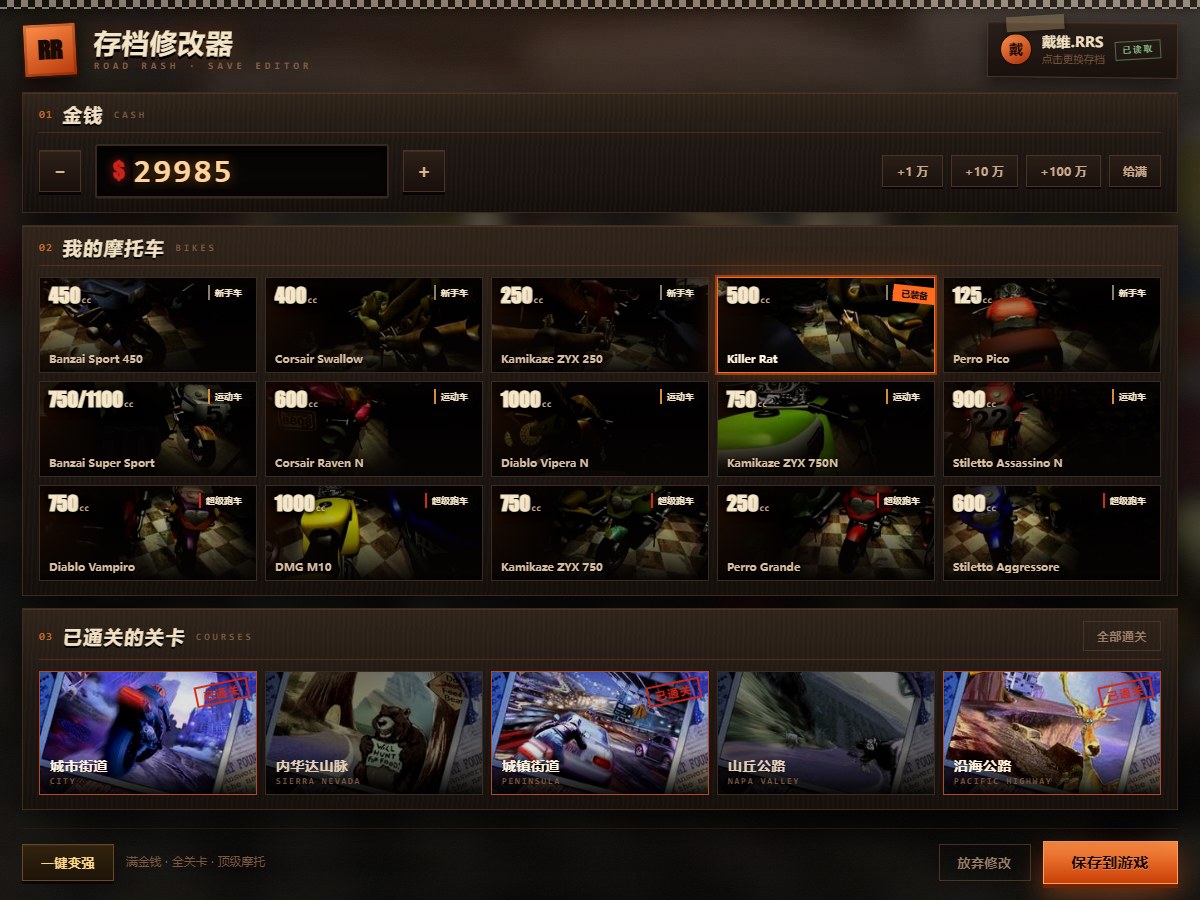 RR
存档修改器
ROAD RASH · SAVE EDITOR
戴
戴维.RRS
点击更换存档
已读取
01 金钱 CASH
−
$ 29985
+
+1 万
+10 万
+100 万
给满
02 我的摩托车 BIKES
450cc
新手车
Banzai Sport 450
400cc
新手车
Corsair Swallow
250cc
新手车
Kamikaze ZYX 250
500cc
已装备
Killer Rat
125cc
新手车
Perro Pico
750/1100cc
运动车
Banzai Super Sport
600cc
运动车
Corsair Raven N
1000cc
运动车
Diablo Vipera N
750cc
运动车
Kamikaze ZYX 750N
900cc
运动车
Stiletto Assassino N
750cc
超级跑车
Diablo Vampiro
1000cc
超级跑车
DMG M10
750cc
超级跑车
Kamikaze ZYX 750
250cc
超级跑车
Perro Grande
600cc
超级跑车
Stiletto Aggressore
03 已通关的关卡 COURSES
全部通关
已通关
城市街道
CITY
WILL HUNT
内华达山脉
SIERRA NEVADA
已通关
城镇街道
PENINSULA
山丘公路
NAPA VALLEY
已通关
沿海公路
PACIFIC HIGHWAY
一键变强
满金钱 · 全关卡 · 顶级摩托
放弃修改
保存到游戏